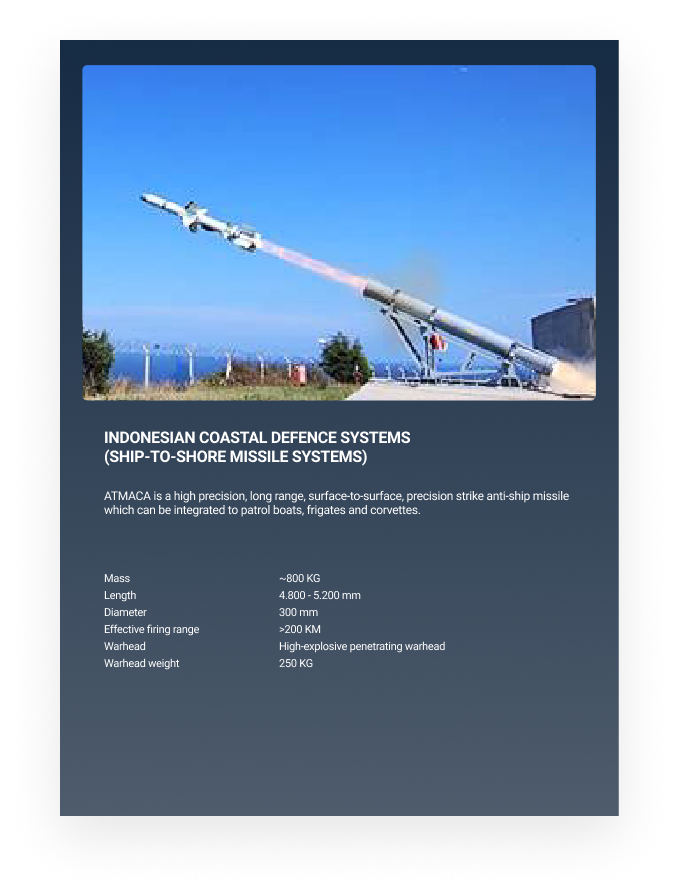 INDONESIAN COASTAL DEFENCE SYSTEMS
(SHIP-TO-SHORE MISSILE SYSTEMS)
ATMACA is a high precision, long range, surface-to-surface, precision strike anti-ship missile
which can be integrated to patrol boats, frigates and corvettes.
Mass ~800 KG
Length 4.800 - 5.200 mm
Diameter 300 mm
Effective firing range >200 KM
Warhead High-explosive penetrating warhead
Warhead weight 250 KG